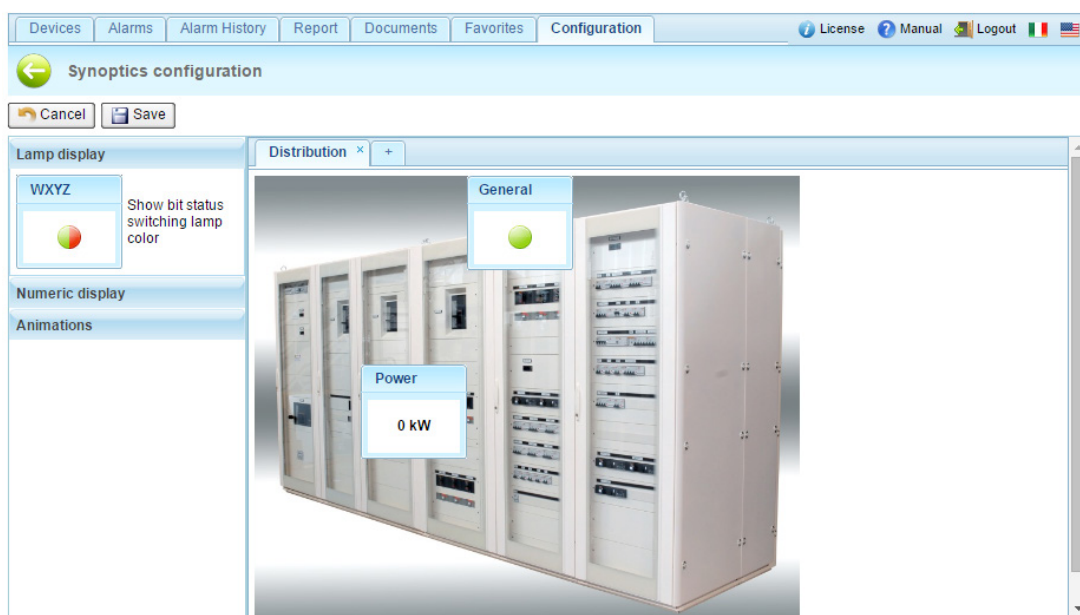 Devices
Alarms
Alarm History
Report
Documents
Favorites
Configuration
License
Manual
Logout
Synoptics configuration
Cancel
Save
Lamp display
WXYZ
Show bit status
switching lamp
color
Numeric display
Animations
Distribution × +
General
Power
0 kW